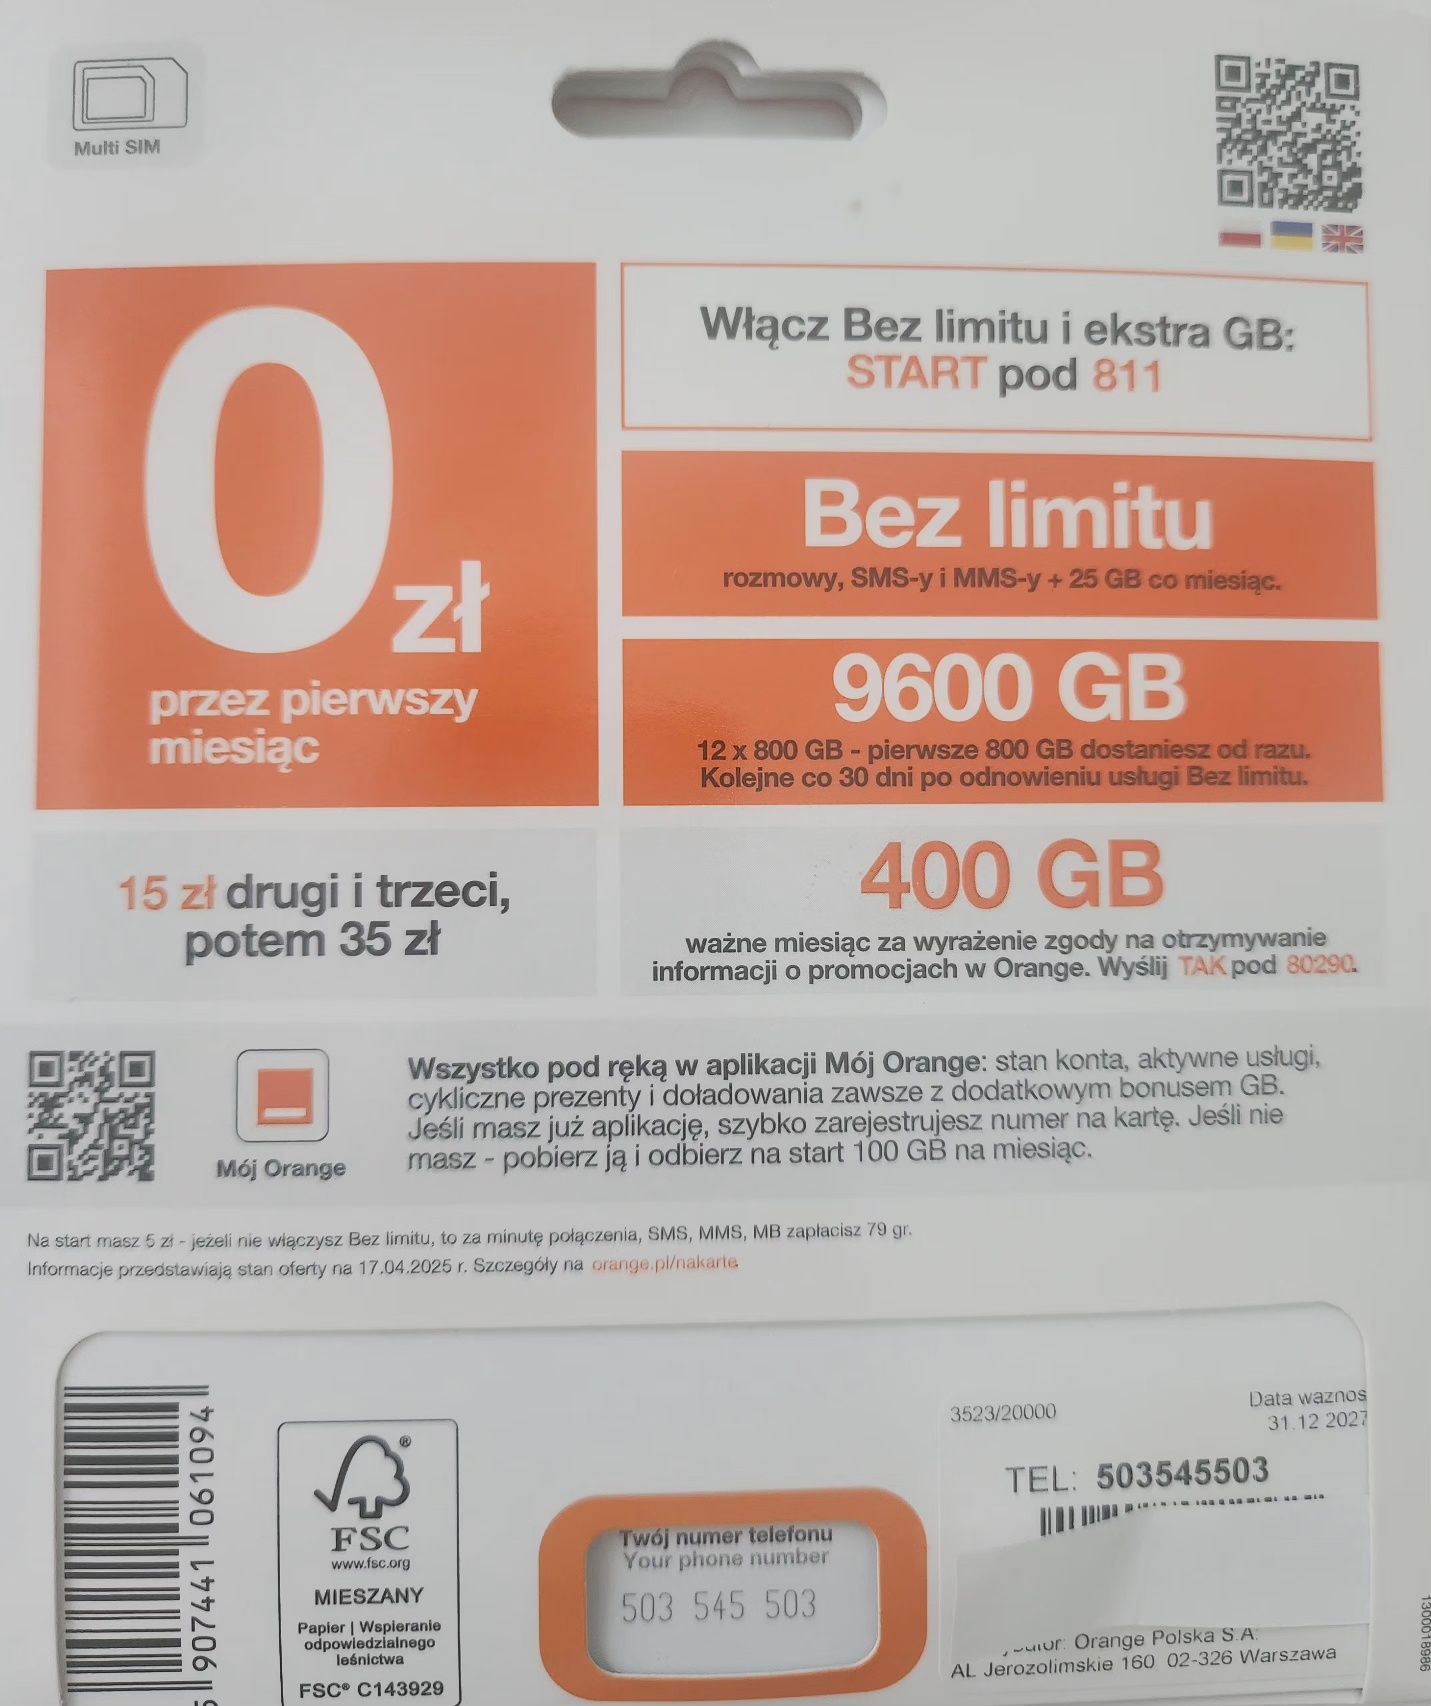 Multi SIM
0 zł
przez pierwszy
miesiąc
15 zł drugi i trzeci,
potem 35 zł
Włącz Bez limitu i ekstra GB:
START pod 811
Bez limitu
rozmowy, SMS-y i MMS-y + 25 GB co miesiąc.
9600 GB
12 x 800 GB - pierwsze 800 GB dostaniesz od razu.
Kolejne co 30 dni po odnowieniu usługi Bez limitu.
400 GB
ważne miesiąc za wyrażenie zgody na otrzymywanie
informacji o promocjach w Orange. Wyślij TAK pod 80290.
Mój Orange
Wszystko pod ręką w aplikacji Mój Orange: stan konta, aktywne usługi,
cykliczne prezenty i doładowania zawsze z dodatkowym bonusem GB.
Jeśli masz już aplikację, szybko zarejestrujesz numer na kartę. Jeśli nie
masz - pobierz ją i odbierz na start 100 GB na miesiąc.
Na start masz 5 zł - jeżeli nie włączysz Bez limitu, to za minutę połączenia, SMS, MMS, MB zapłacisz 79 gr.
Informacje przedstawiają stan oferty na 17.04.2025 r. Szczegóły na orange.pl/nakarte
907441 061094
®
FSC
www.fsc.org
MIESZANY
Papier | Wspieranie
odpowiedzialnego
leśnictwa
FSC® C143929
Twój numer telefonu
Your phone number
503 545 503
3523/20000
Data waznos
31.12 2027
TEL: 503545503
Orange Polska S.A.
AL Jerozolimskie 160 02-326 Warszawa
1300018986